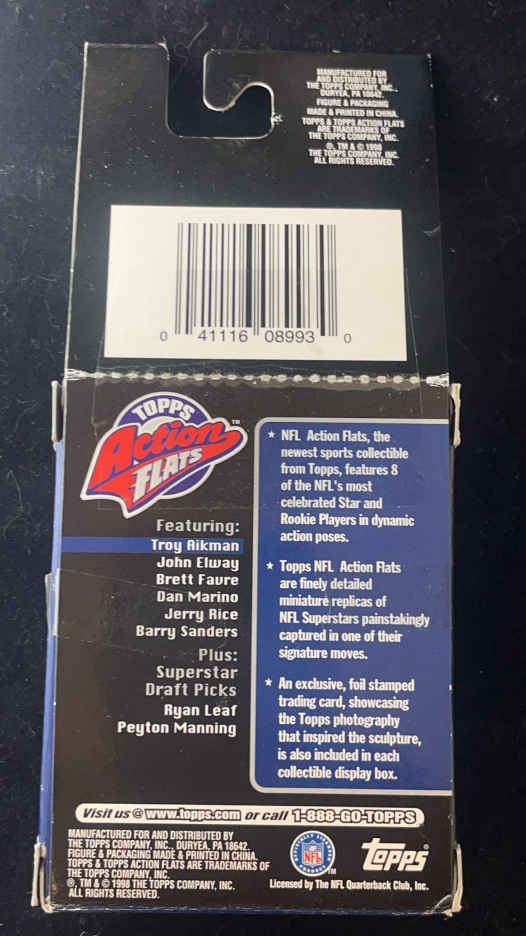 MANUFACTURED FOR
AND DISTRIBUTED BY
THE TOPPS COMPANY, INC.,
DURYEA, PA 18642.
FIGURE & PACKAGING
MADE & PRINTED IN CHINA.
TOPPS & TOPPS ACTION FLATS
ARE TRADEMARKS OF
THE TOPPS COMPANY, INC.
®, TM & © 1998
THE TOPPS COMPANY, INC.
ALL RIGHTS RESERVED.
0 41116 08993 0
TOPPS
Action™
FLATS
Featuring:
Troy Aikman
John Elway
Brett Favre
Dan Marino
Jerry Rice
Barry Sanders
Plus:
Superstar
Draft Picks
Ryan Leaf
Peyton Manning
★ NFL Action Flats, the
newest sports collectible
from Topps, features 8
of the NFL's most
celebrated Star and
Rookie Players in dynamic
action poses.
★ Topps NFL Action Flats
are finely detailed
miniature replicas of
NFL Superstars painstakingly
captured in one of their
signature moves.
★ An exclusive, foil stamped
trading card, showcasing
the Topps photography
that inspired the sculpture,
is also included in each
collectible display box.
Visit us @ www.topps.com or call 1-888-GO-TOPPS
MANUFACTURED FOR AND DISTRIBUTED BY
THE TOPPS COMPANY, INC., DURYEA, PA 18642.
FIGURE & PACKAGING MADE & PRINTED IN CHINA.
TOPPS & TOPPS ACTION FLATS ARE TRADEMARKS OF
THE TOPPS COMPANY, INC.
®, TM & © 1998 THE TOPPS COMPANY, INC.
ALL RIGHTS RESERVED.
NFL
TM
topps®
Licensed by The NFL Quarterback Club, Inc.